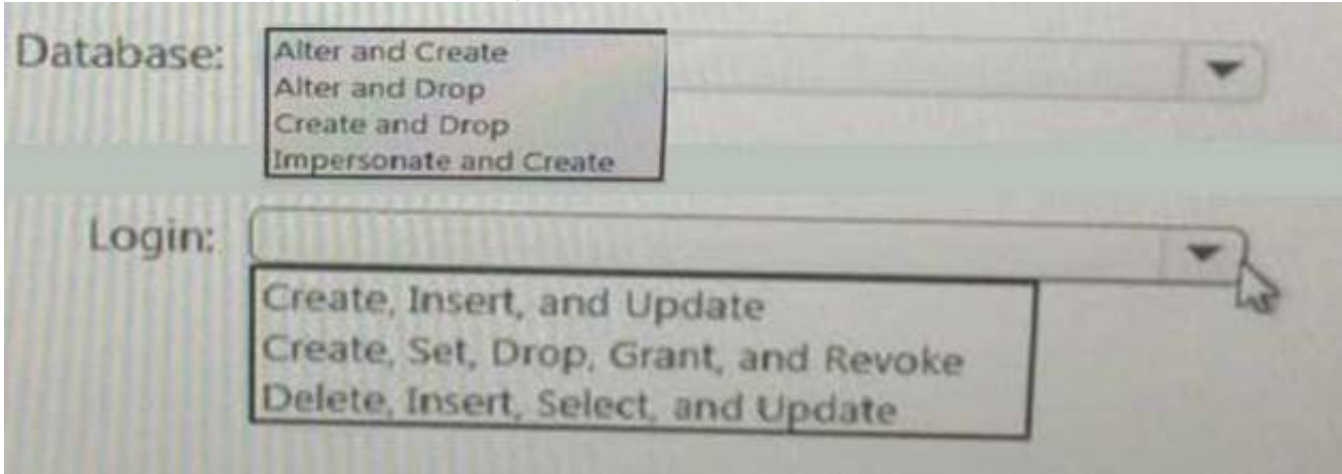 Database:
Alter and Create
Alter and Drop
Create and Drop
Impersonate and Create
Login:
Create, Insert, and Update
Create, Set, Drop, Grant, and Revoke
Delete, Insert, Select, and Update